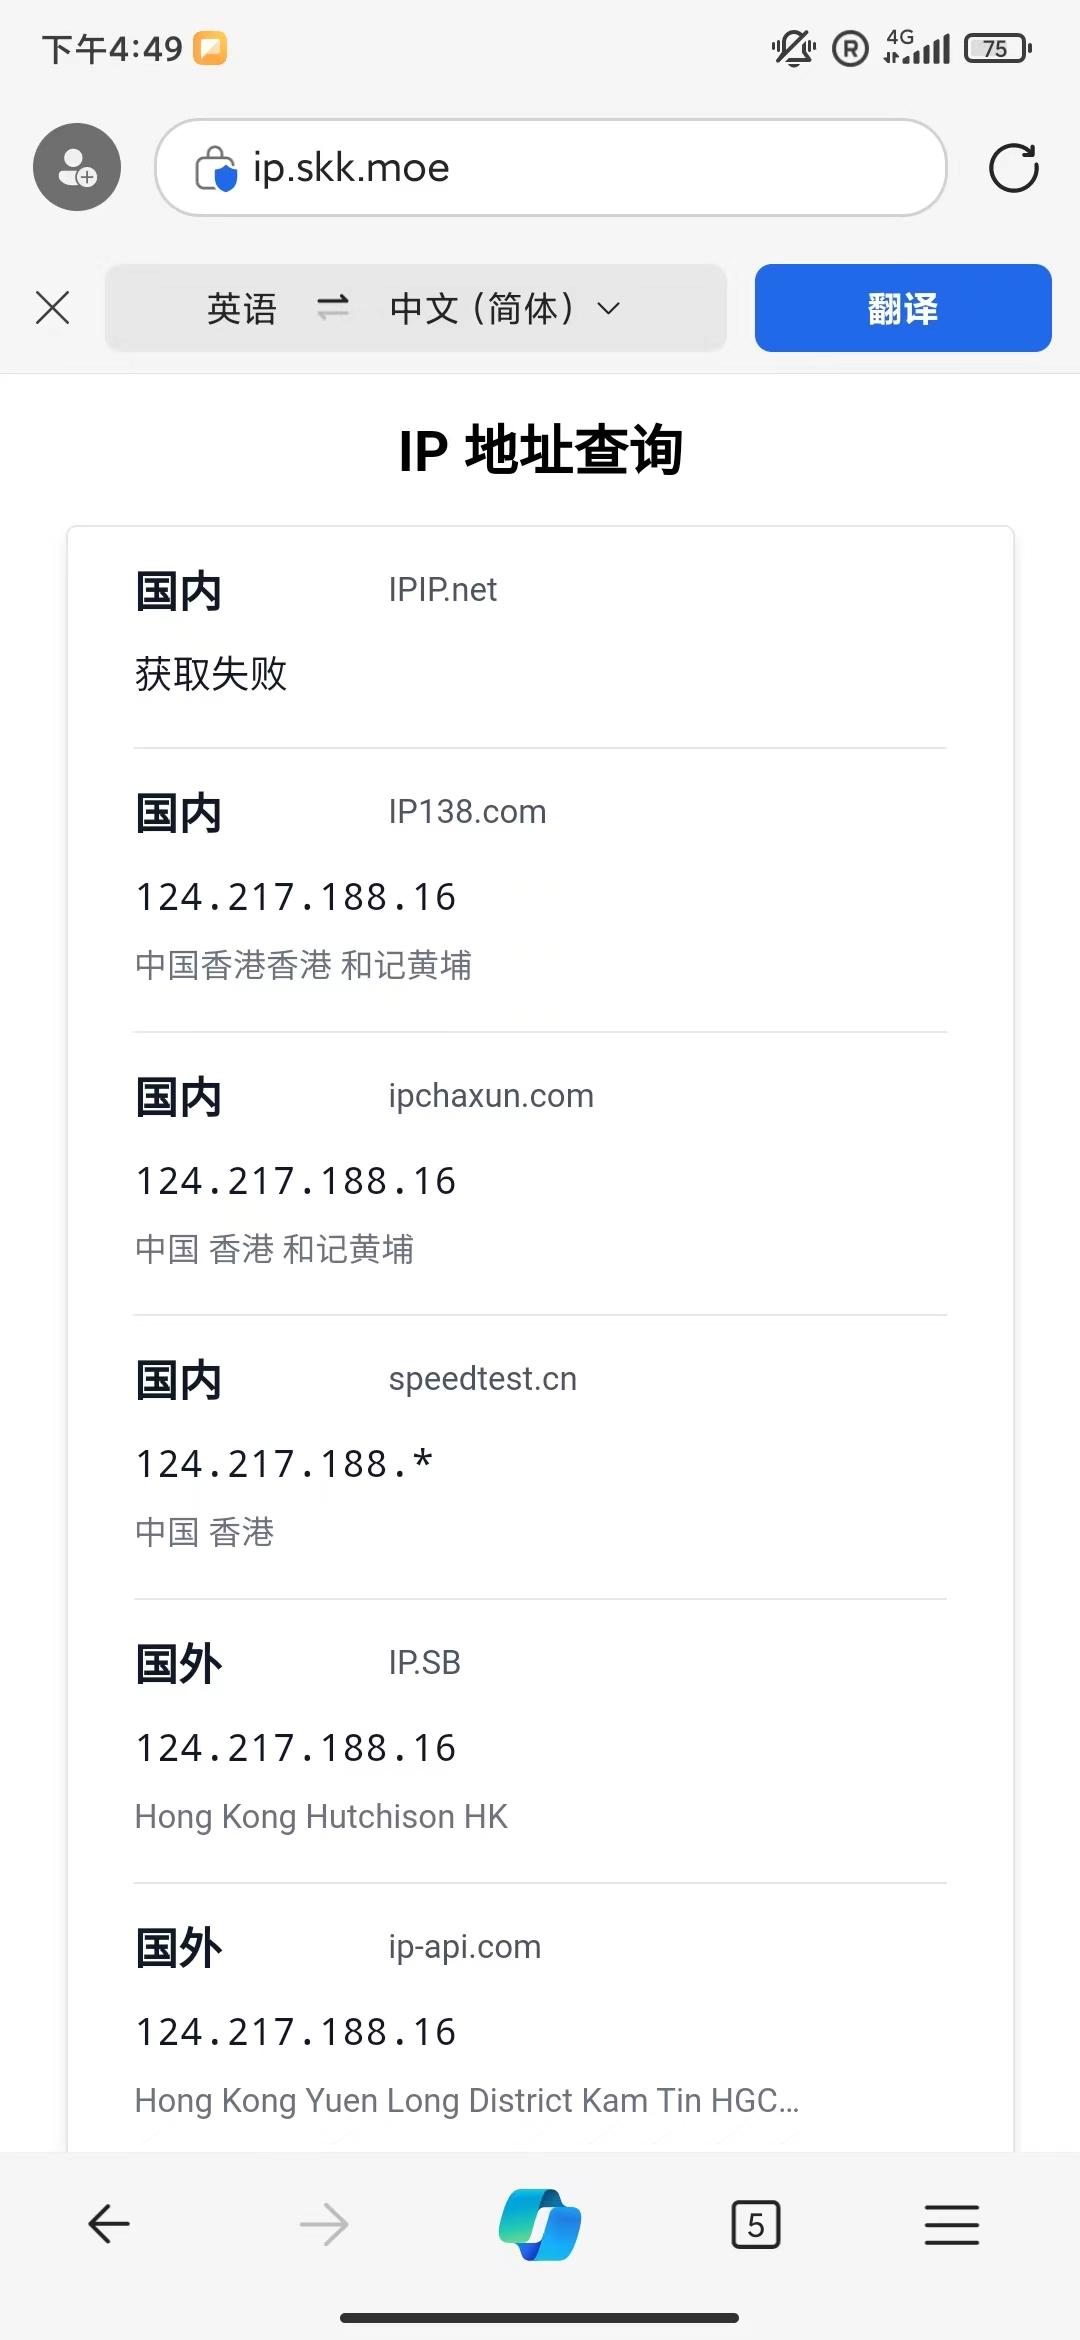 下午4:49
4G
75
ip.skk.moe
英语
中文（简体）
翻译
IP 地址查询
国内 IPIP.net
获取失败
国内 IP138.com
124.217.188.16
中国香港香港 和记黄埔
国内 ipchaxun.com
124.217.188.16
中国 香港 和记黄埔
国内 speedtest.cn
124.217.188.*
中国 香港
国外 IP.SB
124.217.188.16
Hong Kong Hutchison HK
国外 ip-api.com
124.217.188.16
Hong Kong Yuen Long District Kam Tin HGC...
5